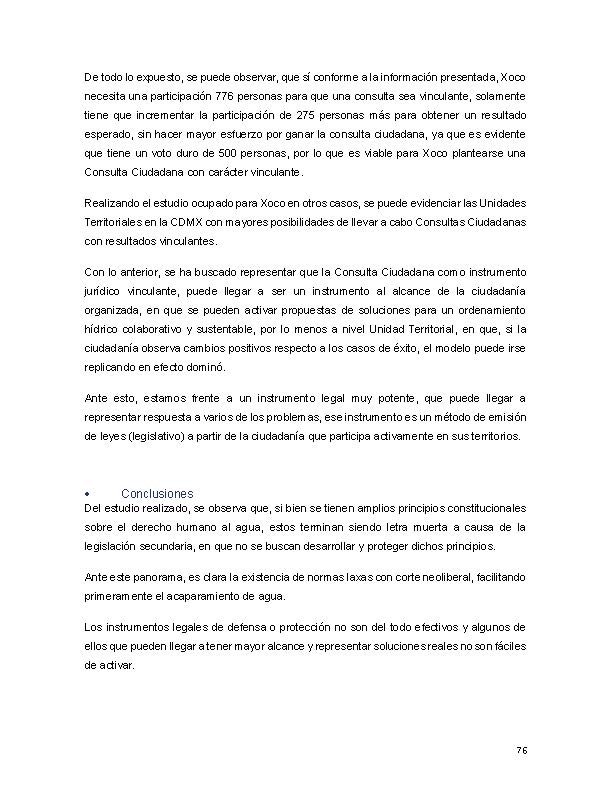 De todo lo expuesto, se puede observar, que sí conforme a la información presentada, Xoco
necesita una participación 776 personas para que una consulta sea vinculante, solamente
tiene que incrementar la participación de 275 personas más para obtener un resultado
esperado, sin hacer mayor esfuerzo por ganar la consulta ciudadana, ya que es evidente
que tiene un voto duro de 500 personas, por lo que es viable para Xoco plantearse una
Consulta Ciudadana con carácter vinculante.
Realizando el estudio ocupado para Xoco en otros casos, se puede evidenciar las Unidades
Territoriales en la CDMX con mayores posibilidades de llevar a cabo Consultas Ciudadanas
con resultados vinculantes.
Con lo anterior, se ha buscado representar que la Consulta Ciudadana como instrumento
jurídico vinculante, puede llegar a ser un instrumento al alcance de la ciudadanía
organizada, en que se pueden activar propuestas de soluciones para un ordenamiento
hídrico colaborativo y sustentable, por lo menos a nivel Unidad Territorial, en que, si la
ciudadanía observa cambios positivos respecto a los casos de éxito, el modelo puede irse
replicando en efecto dominó.
Ante esto, estamos frente a un instrumento legal muy potente, que puede llegar a
representar respuesta a varios de los problemas, ese instrumento es un método de emisión
de leyes (legislativo) a partir de la ciudadanía que participa activamente en sus territorios.
• Conclusiones
Del estudio realizado, se observa que, si bien se tienen amplios principios constitucionales
sobre el derecho humano al agua, estos terminan siendo letra muerta a causa de la
legislación secundaria, en que no se buscan desarrollar y proteger dichos principios.
Ante este panorama, es clara la existencia de normas laxas con corte neoliberal, facilitando
primeramente el acaparamiento de agua.
Los instrumentos legales de defensa o protección no son del todo efectivos y algunos de
ellos que pueden llegar a tener mayor alcance y representar soluciones reales no son fáciles
de activar.
76